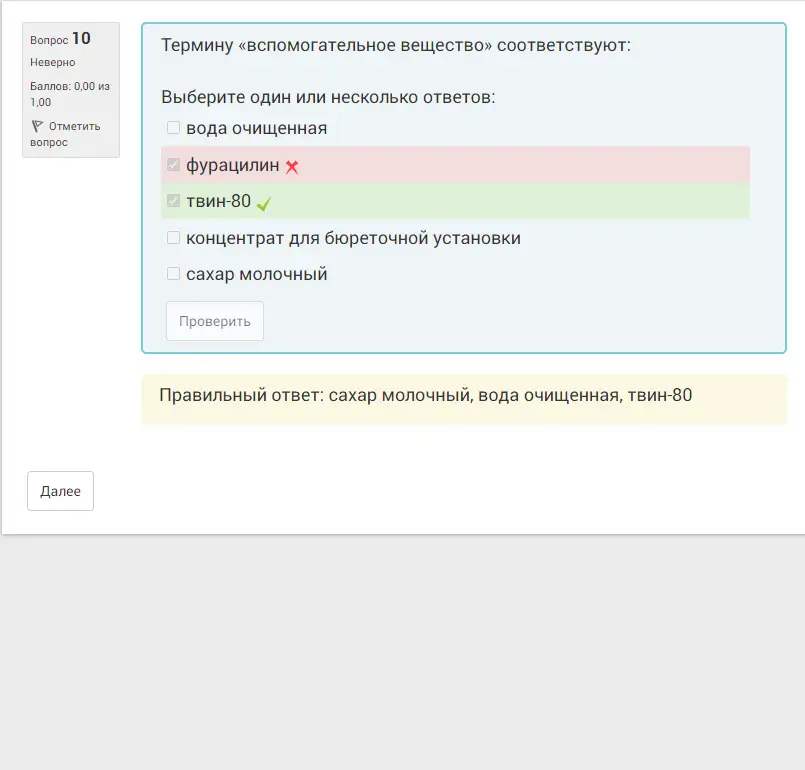 Вопрос 10
Неверно
Баллов: 0,00 из
1,00
Отметить
вопрос
Термину «вспомогательное вещество» соответствуют:
Выберите один или несколько ответов:
вода очищенная
фурацилин
твин-80
концентрат для бюреточной установки
сахар молочный
Проверить
Правильный ответ: сахар молочный, вода очищенная, твин-80
Далее